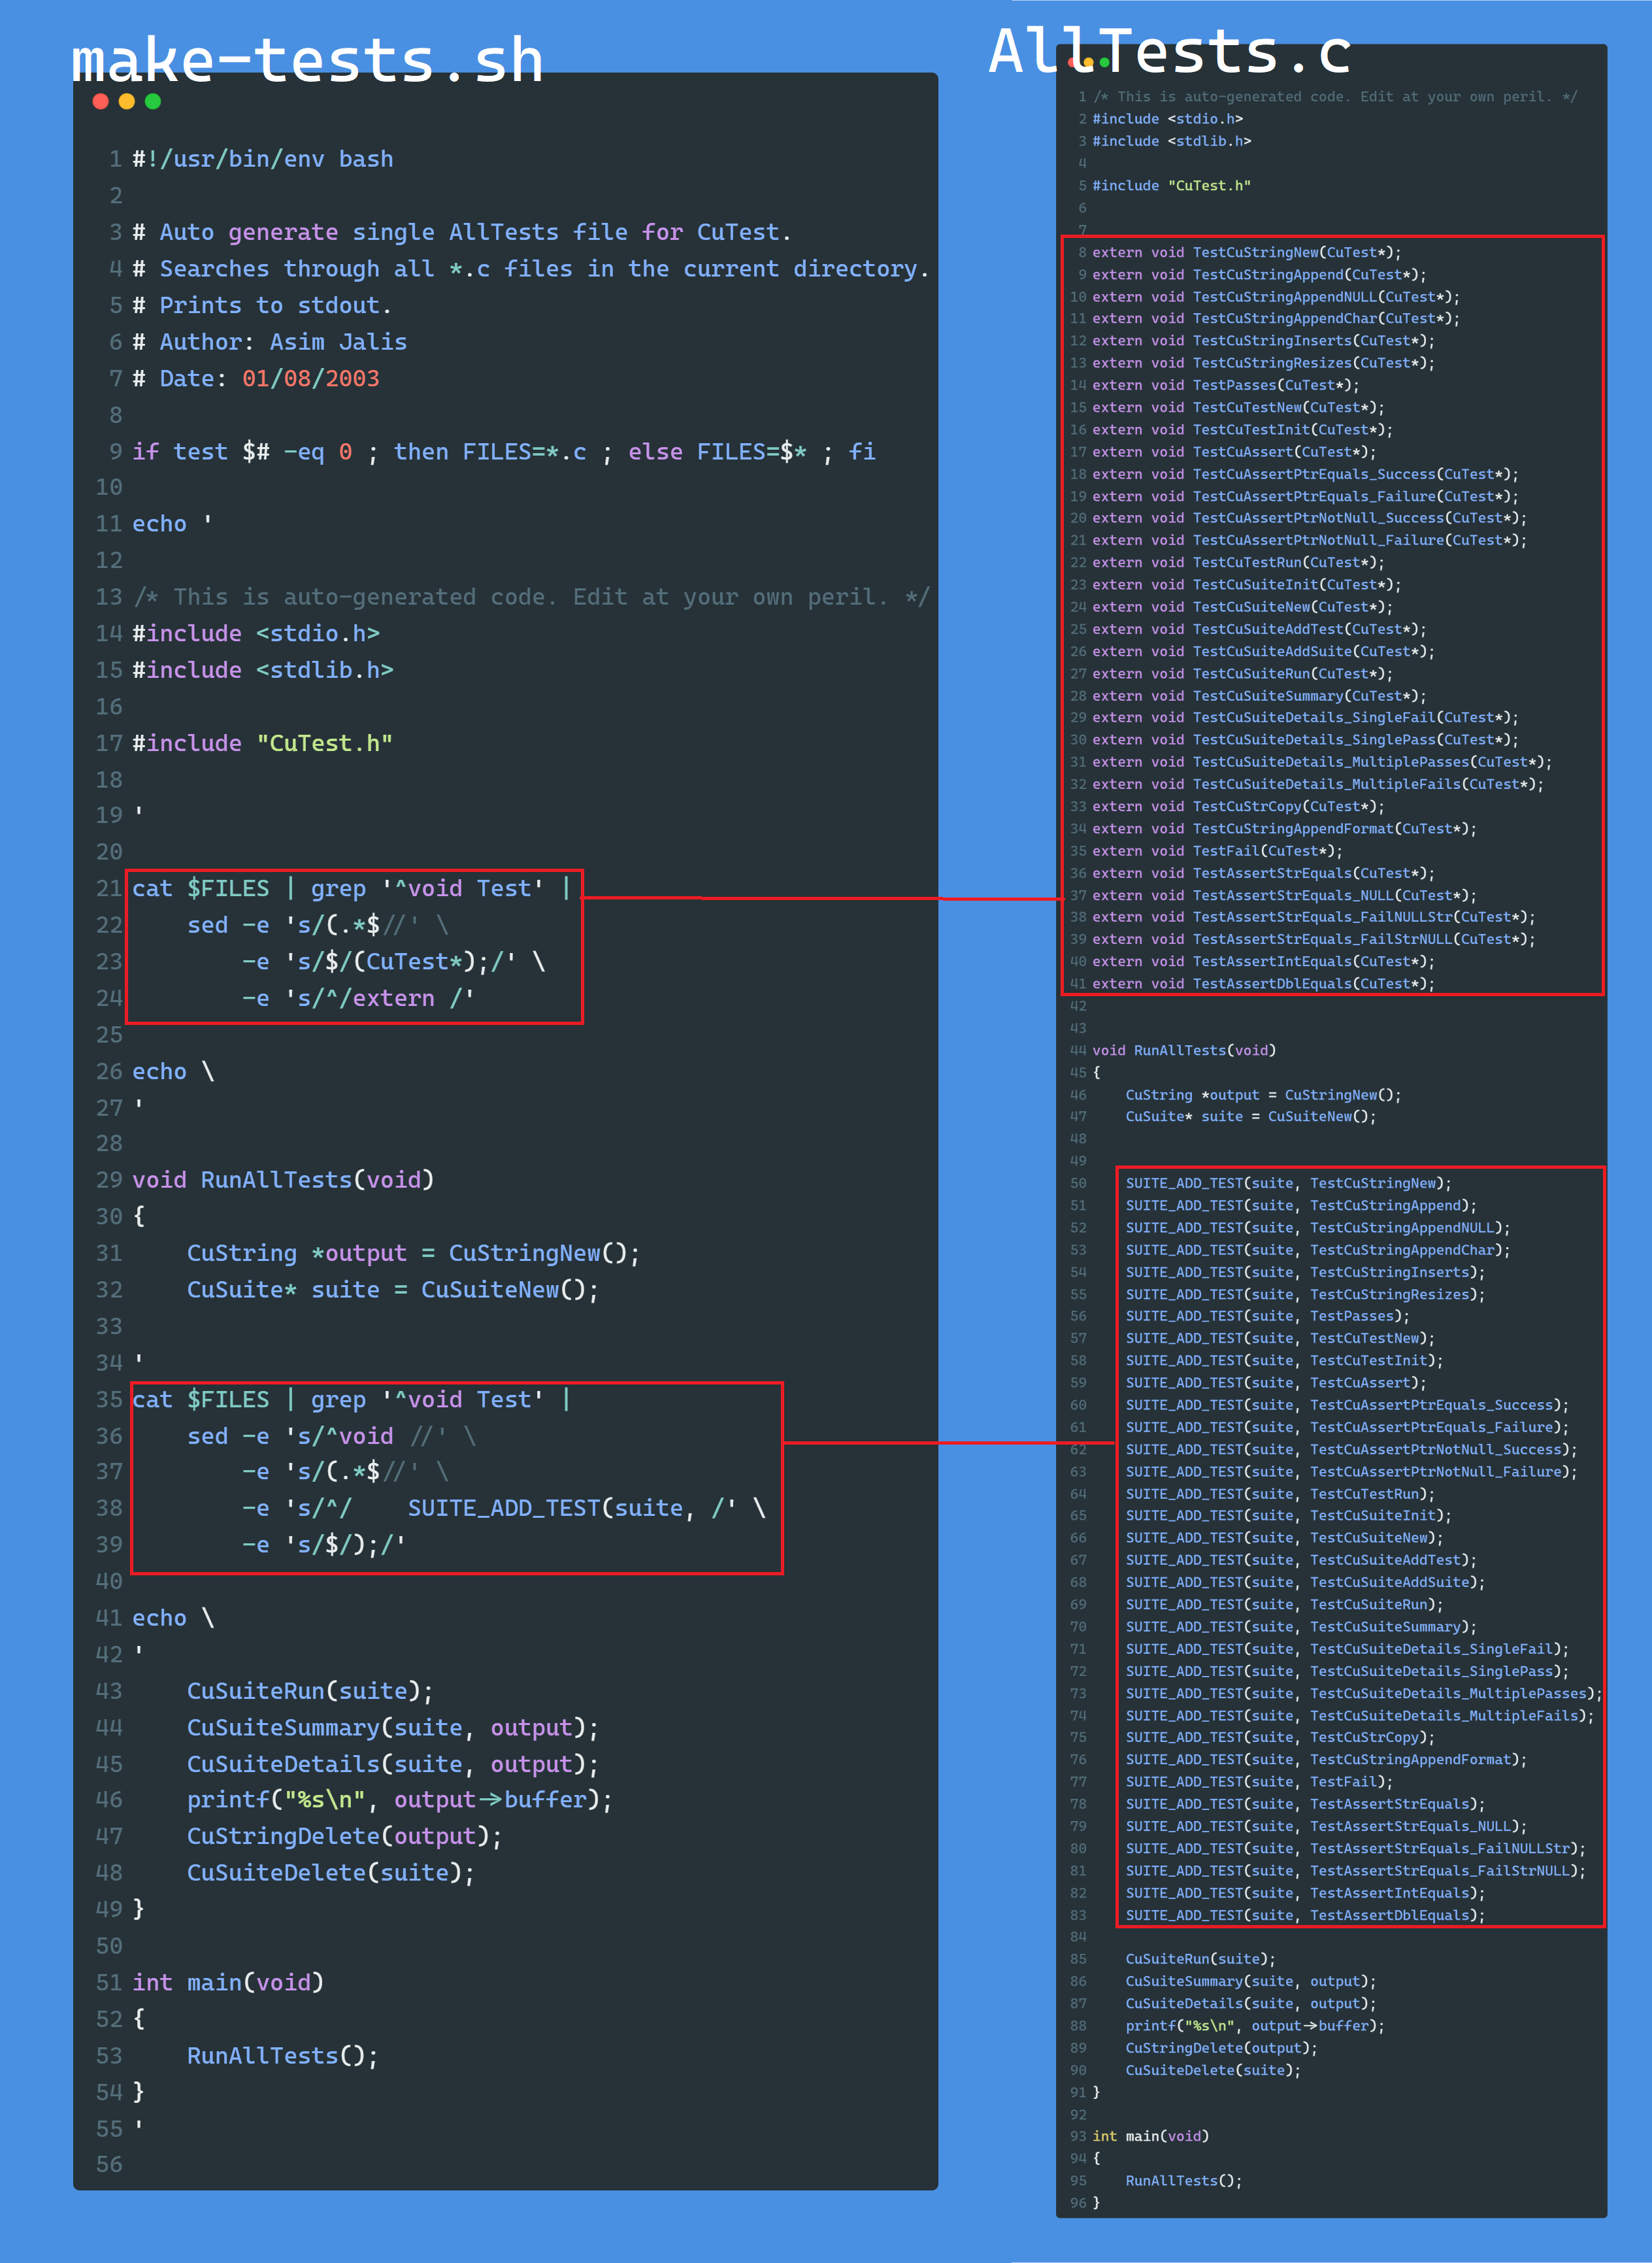 make-tests.sh
1 #!/usr/bin/env bash
2
3 # Auto generate single AllTests file for CuTest.
4 # Searches through all *.c files in the current directory.
5 # Prints to stdout.
6 # Author: Asim Jalis
7 # Date: 01/08/2003
8
9 if test $# -eq 0 ; then FILES=*.c ; else FILES=$* ; fi
10
11 echo '
12
13 /* This is auto-generated code. Edit at your own peril. */
14 #include <stdio.h>
15 #include <stdlib.h>
16
17 #include "CuTest.h"
18
19 '
20
21 cat $FILES | grep '^void Test' |
22     sed -e 's/(.*$//' \
23         -e 's/$/(CuTest*);/' \
24         -e 's/^/extern /'
25
26 echo \
27 '
28
29 void RunAllTests(void)
30 {
31     CuString *output = CuStringNew();
32     CuSuite* suite = CuSuiteNew();
33
34 '
35 cat $FILES | grep '^void Test' |
36     sed -e 's/^void //' \
37         -e 's/(.*$//' \
38         -e 's/^/    SUITE_ADD_TEST(suite, /' \
39         -e 's/$/);/'
40
41 echo \
42 '
43     CuSuiteRun(suite);
44     CuSuiteSummary(suite, output);
45     CuSuiteDetails(suite, output);
46     printf("%s\n", output->buffer);
47     CuStringDelete(output);
48     CuSuiteDelete(suite);
49 }
50
51 int main(void)
52 {
53     RunAllTests();
54 }
55 '
56
AllTests.c
1 /* This is auto-generated code. Edit at your own peril. */
2 #include <stdio.h>
3 #include <stdlib.h>
4
5 #include "CuTest.h"
6
7
8 extern void TestCuStringNew(CuTest*);
9 extern void TestCuStringAppend(CuTest*);
10 extern void TestCuStringAppendNULL(CuTest*);
11 extern void TestCuStringAppendChar(CuTest*);
12 extern void TestCuStringInserts(CuTest*);
13 extern void TestCuStringResizes(CuTest*);
14 extern void TestPasses(CuTest*);
15 extern void TestCuTestNew(CuTest*);
16 extern void TestCuTestInit(CuTest*);
17 extern void TestCuAssert(CuTest*);
18 extern void TestCuAssertPtrEquals_Success(CuTest*);
19 extern void TestCuAssertPtrEquals_Failure(CuTest*);
20 extern void TestCuAssertPtrNotNull_Success(CuTest*);
21 extern void TestCuAssertPtrNotNull_Failure(CuTest*);
22 extern void TestCuTestRun(CuTest*);
23 extern void TestCuSuiteInit(CuTest*);
24 extern void TestCuSuiteNew(CuTest*);
25 extern void TestCuSuiteAddTest(CuTest*);
26 extern void TestCuSuiteAddSuite(CuTest*);
27 extern void TestCuSuiteRun(CuTest*);
28 extern void TestCuSuiteSummary(CuTest*);
29 extern void TestCuSuiteDetails_SingleFail(CuTest*);
30 extern void TestCuSuiteDetails_SinglePass(CuTest*);
31 extern void TestCuSuiteDetails_MultiplePasses(CuTest*);
32 extern void TestCuSuiteDetails_MultipleFails(CuTest*);
33 extern void TestCuStrCopy(CuTest*);
34 extern void TestCuStringAppendFormat(CuTest*);
35 extern void TestFail(CuTest*);
36 extern void TestAssertStrEquals(CuTest*);
37 extern void TestAssertStrEquals_NULL(CuTest*);
38 extern void TestAssertStrEquals_FailNULLStr(CuTest*);
39 extern void TestAssertStrEquals_FailStrNULL(CuTest*);
40 extern void TestAssertIntEquals(CuTest*);
41 extern void TestAssertDblEquals(CuTest*);
42
43
44 void RunAllTests(void)
45 {
46     CuString *output = CuStringNew();
47     CuSuite* suite = CuSuiteNew();
48
49
50     SUITE_ADD_TEST(suite, TestCuStringNew);
51     SUITE_ADD_TEST(suite, TestCuStringAppend);
52     SUITE_ADD_TEST(suite, TestCuStringAppendNULL);
53     SUITE_ADD_TEST(suite, TestCuStringAppendChar);
54     SUITE_ADD_TEST(suite, TestCuStringInserts);
55     SUITE_ADD_TEST(suite, TestCuStringResizes);
56     SUITE_ADD_TEST(suite, TestPasses);
57     SUITE_ADD_TEST(suite, TestCuTestNew);
58     SUITE_ADD_TEST(suite, TestCuTestInit);
59     SUITE_ADD_TEST(suite, TestCuAssert);
60     SUITE_ADD_TEST(suite, TestCuAssertPtrEquals_Success);
61     SUITE_ADD_TEST(suite, TestCuAssertPtrEquals_Failure);
62     SUITE_ADD_TEST(suite, TestCuAssertPtrNotNull_Success);
63     SUITE_ADD_TEST(suite, TestCuAssertPtrNotNull_Failure);
64     SUITE_ADD_TEST(suite, TestCuTestRun);
65     SUITE_ADD_TEST(suite, TestCuSuiteInit);
66     SUITE_ADD_TEST(suite, TestCuSuiteNew);
67     SUITE_ADD_TEST(suite, TestCuSuiteAddTest);
68     SUITE_ADD_TEST(suite, TestCuSuiteAddSuite);
69     SUITE_ADD_TEST(suite, TestCuSuiteRun);
70     SUITE_ADD_TEST(suite, TestCuSuiteSummary);
71     SUITE_ADD_TEST(suite, TestCuSuiteDetails_SingleFail);
72     SUITE_ADD_TEST(suite, TestCuSuiteDetails_SinglePass);
73     SUITE_ADD_TEST(suite, TestCuSuiteDetails_MultiplePasses);
74     SUITE_ADD_TEST(suite, TestCuSuiteDetails_MultipleFails);
75     SUITE_ADD_TEST(suite, TestCuStrCopy);
76     SUITE_ADD_TEST(suite, TestCuStringAppendFormat);
77     SUITE_ADD_TEST(suite, TestFail);
78     SUITE_ADD_TEST(suite, TestAssertStrEquals);
79     SUITE_ADD_TEST(suite, TestAssertStrEquals_NULL);
80     SUITE_ADD_TEST(suite, TestAssertStrEquals_FailNULLStr);
81     SUITE_ADD_TEST(suite, TestAssertStrEquals_FailStrNULL);
82     SUITE_ADD_TEST(suite, TestAssertIntEquals);
83     SUITE_ADD_TEST(suite, TestAssertDblEquals);
84
85     CuSuiteRun(suite);
86     CuSuiteSummary(suite, output);
87     CuSuiteDetails(suite, output);
88     printf("%s\n", output->buffer);
89     CuStringDelete(output);
90     CuSuiteDelete(suite);
91 }
92
93 int main(void)
94 {
95     RunAllTests();
96 }